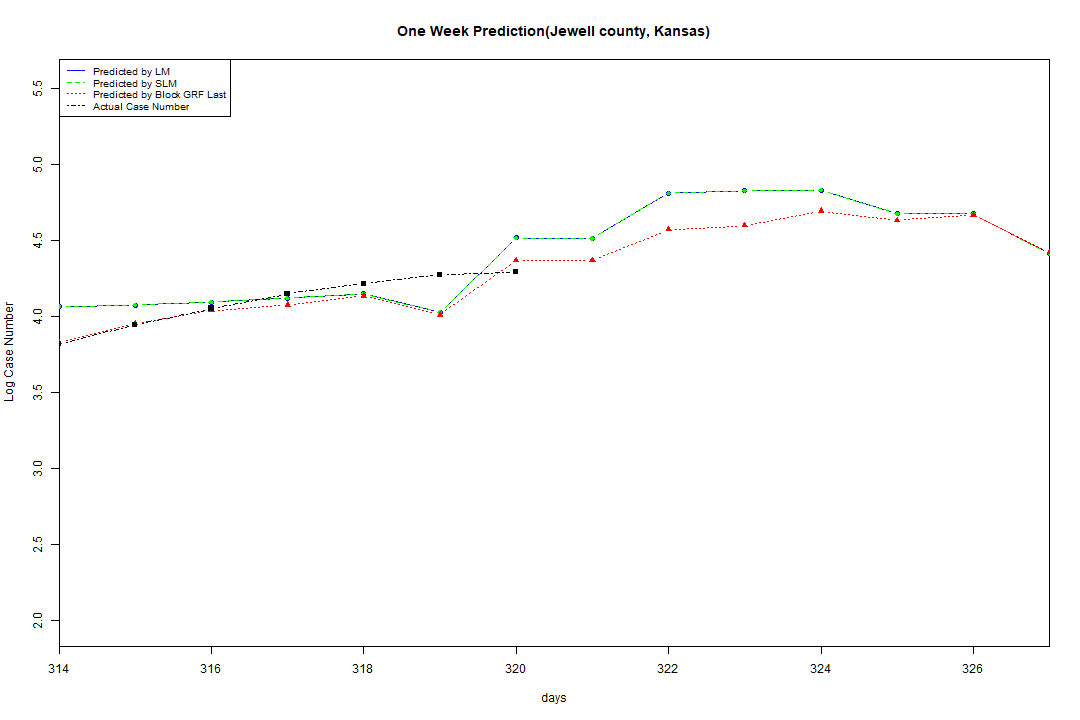 One Week Prediction(Jewell county, Kansas)
Predicted by LM
Predicted by SLM
Predicted by Block GRF Last
Actual Case Number
5.5
5.0
4.5
4.0
3.5
3.0
2.5
2.0
Log Case Number
314 316 318 320 322 324 326
days